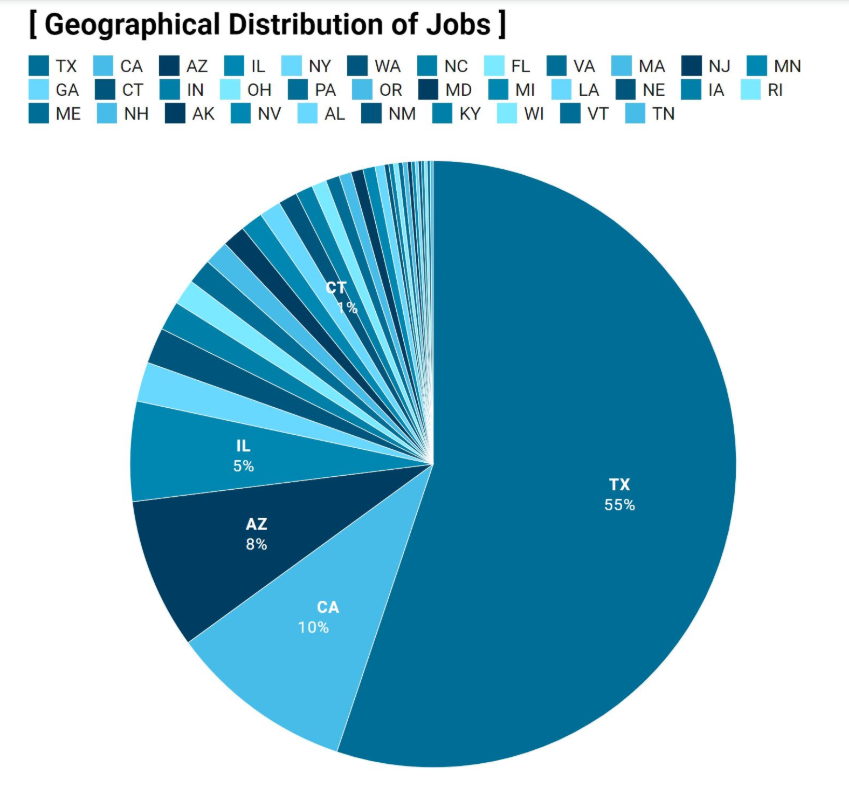 [ Geographical Distribution of Jobs ]
TX CA AZ IL NY WA NC FL VA MA NJ MN
GA CT IN OH PA OR MD MI LA NE IA RI
ME NH AK NV AL NM KY WI VT TN
CT
1%
IL
5%
TX
55%
AZ
8%
CA
10%